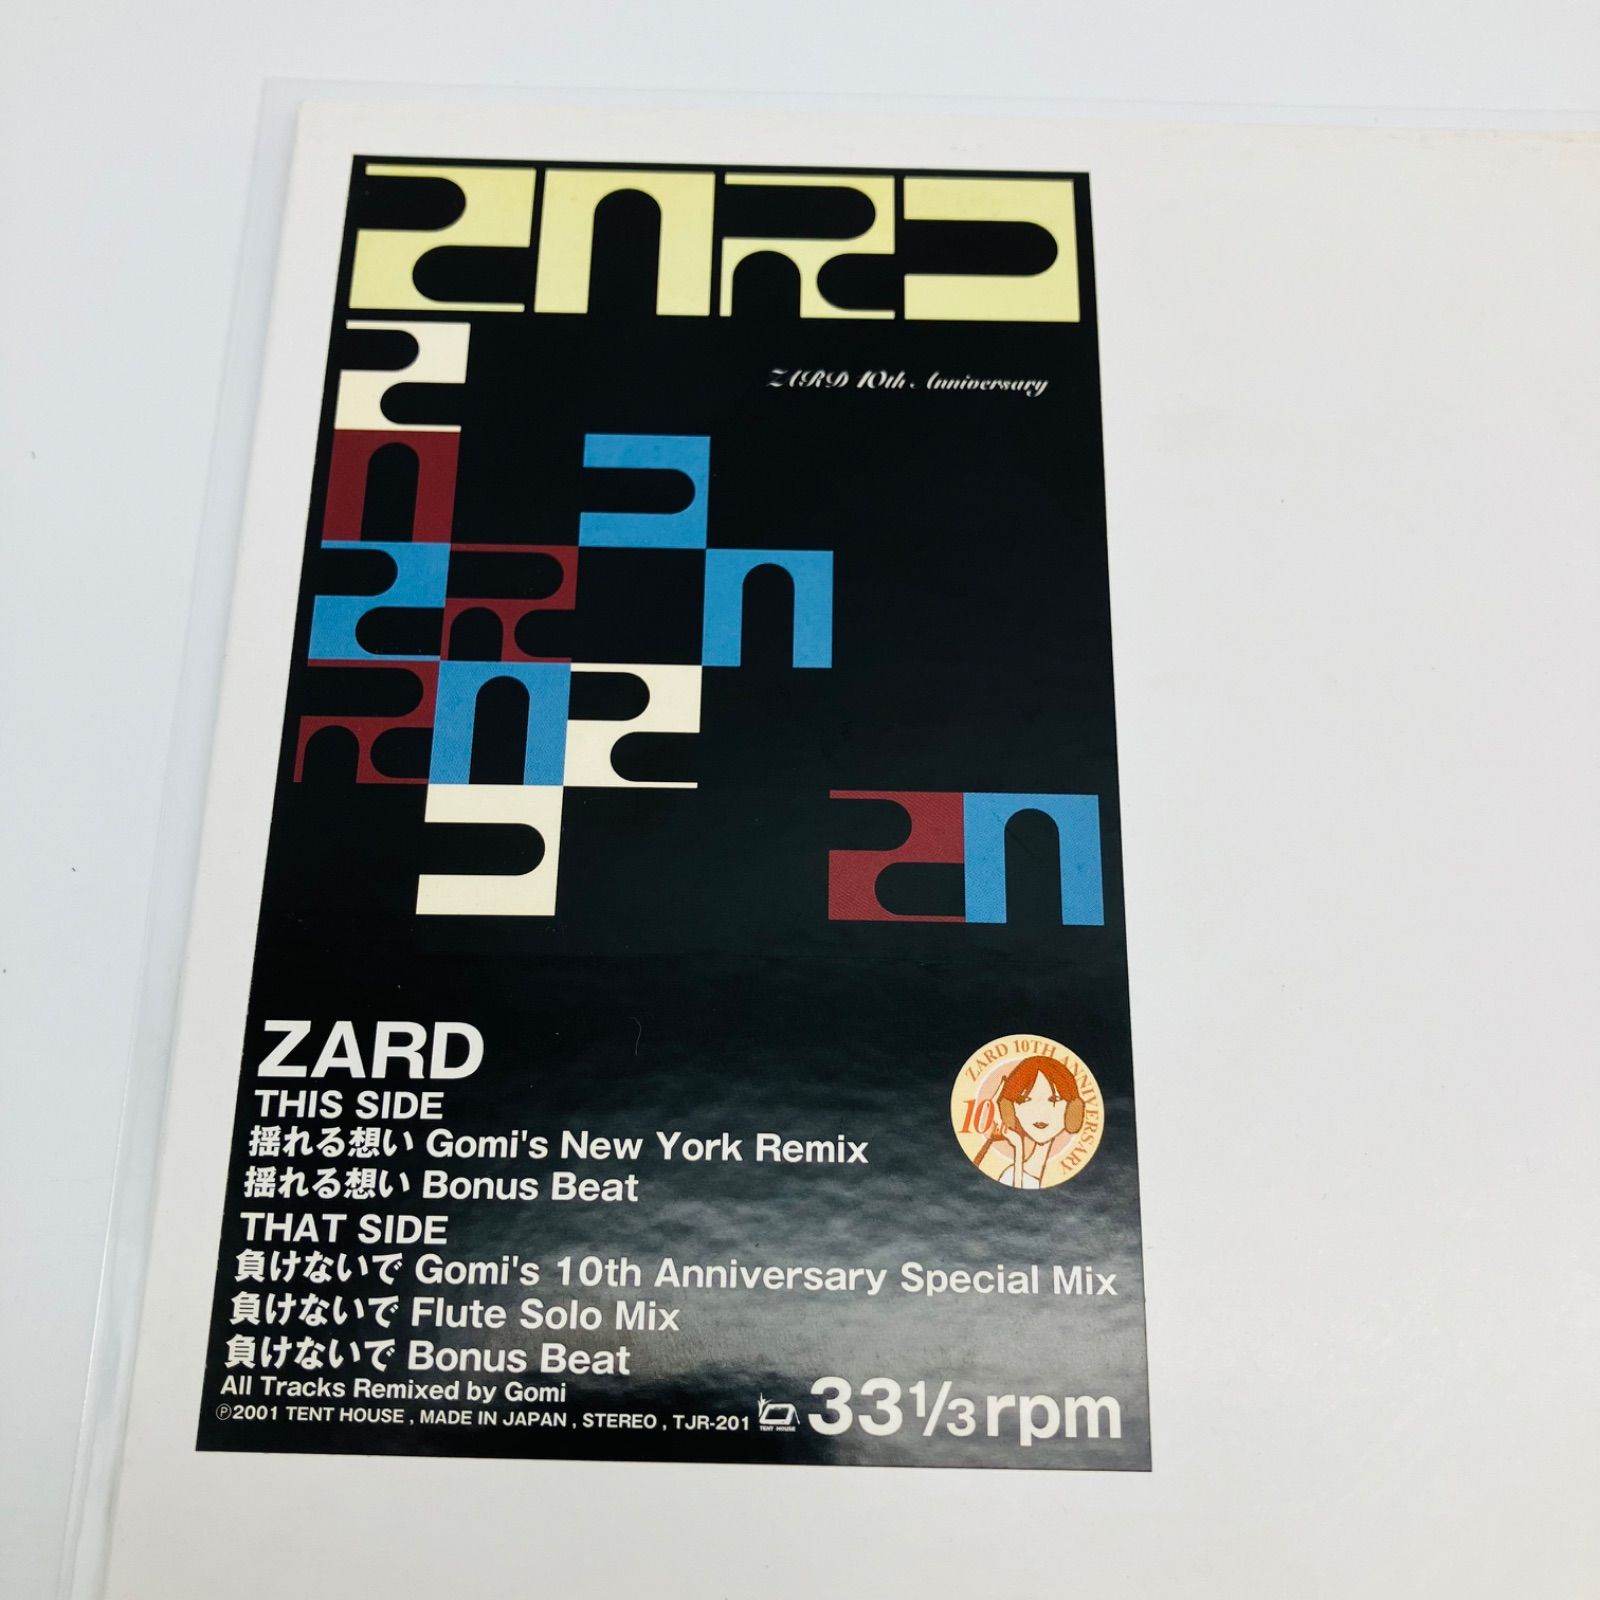 ZARD
ZARD 10th Anniversary
ZARD
THIS SIDE
揺れる想い Gomi's New York Remix
揺れる想い Bonus Beat
THAT SIDE
負けないで Gomi's 10th Anniversary Special Mix
負けないで Flute Solo Mix
負けないで Bonus Beat
All Tracks Remixed by Gomi
Ⓟ2001 TENT HOUSE , MADE IN JAPAN , STEREO , TJR-201
TENT HOUSE
33 1/3 rpm
ZARD 10TH ANNIVERSARY
10th